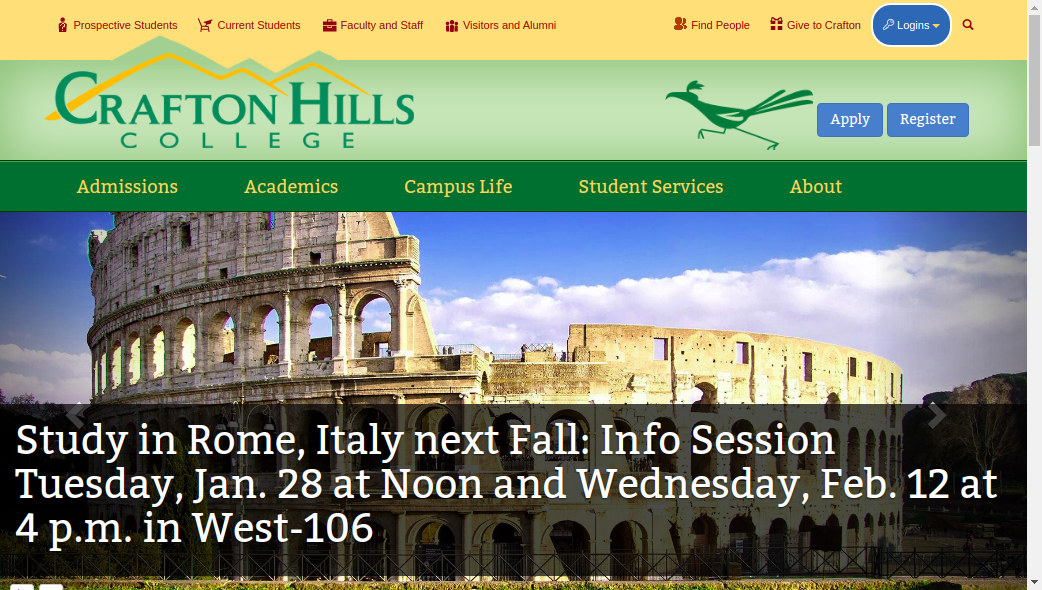 Prospective Students
Current Students
Faculty and Staff
Visitors and Alumni
Find People
Give to Crafton
Logins
CRAFTON HILLS
COLLEGE
Apply
Register
Admissions
Academics
Campus Life
Student Services
About
Study in Rome, Italy next Fall: Info Session
Tuesday, Jan. 28 at Noon and Wednesday, Feb. 12 at
4 p.m. in West-106